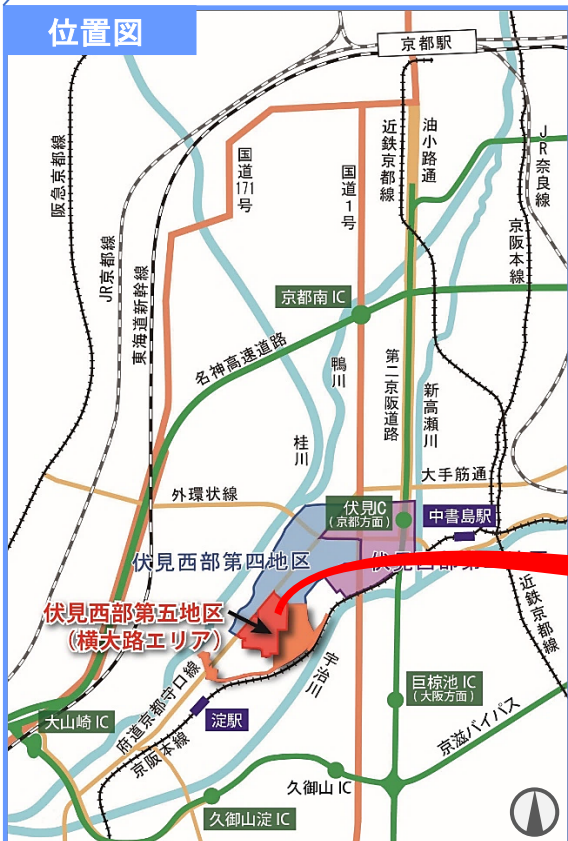 位置図
京都駅
阪急京都線
JR京都線
東海道新幹線
国道171号
国道1号
近鉄京都線
油小路通
JR奈良線
京阪本線
京都南IC
名神高速道路
鴨川
桂川
第二京阪道路
新高瀬川
大手筋通
外環状線
伏見IC
(京都方面)
中書島駅
伏見西部第四地区
伏見西部第
伏見西部第五地区
(横大路エリア)
近鉄京都線
宇治川
府道京都守口線
淀駅
京阪本線
大山崎IC
巨椋池IC
(大阪方面)
京滋バイパス
久御山IC
久御山淀IC